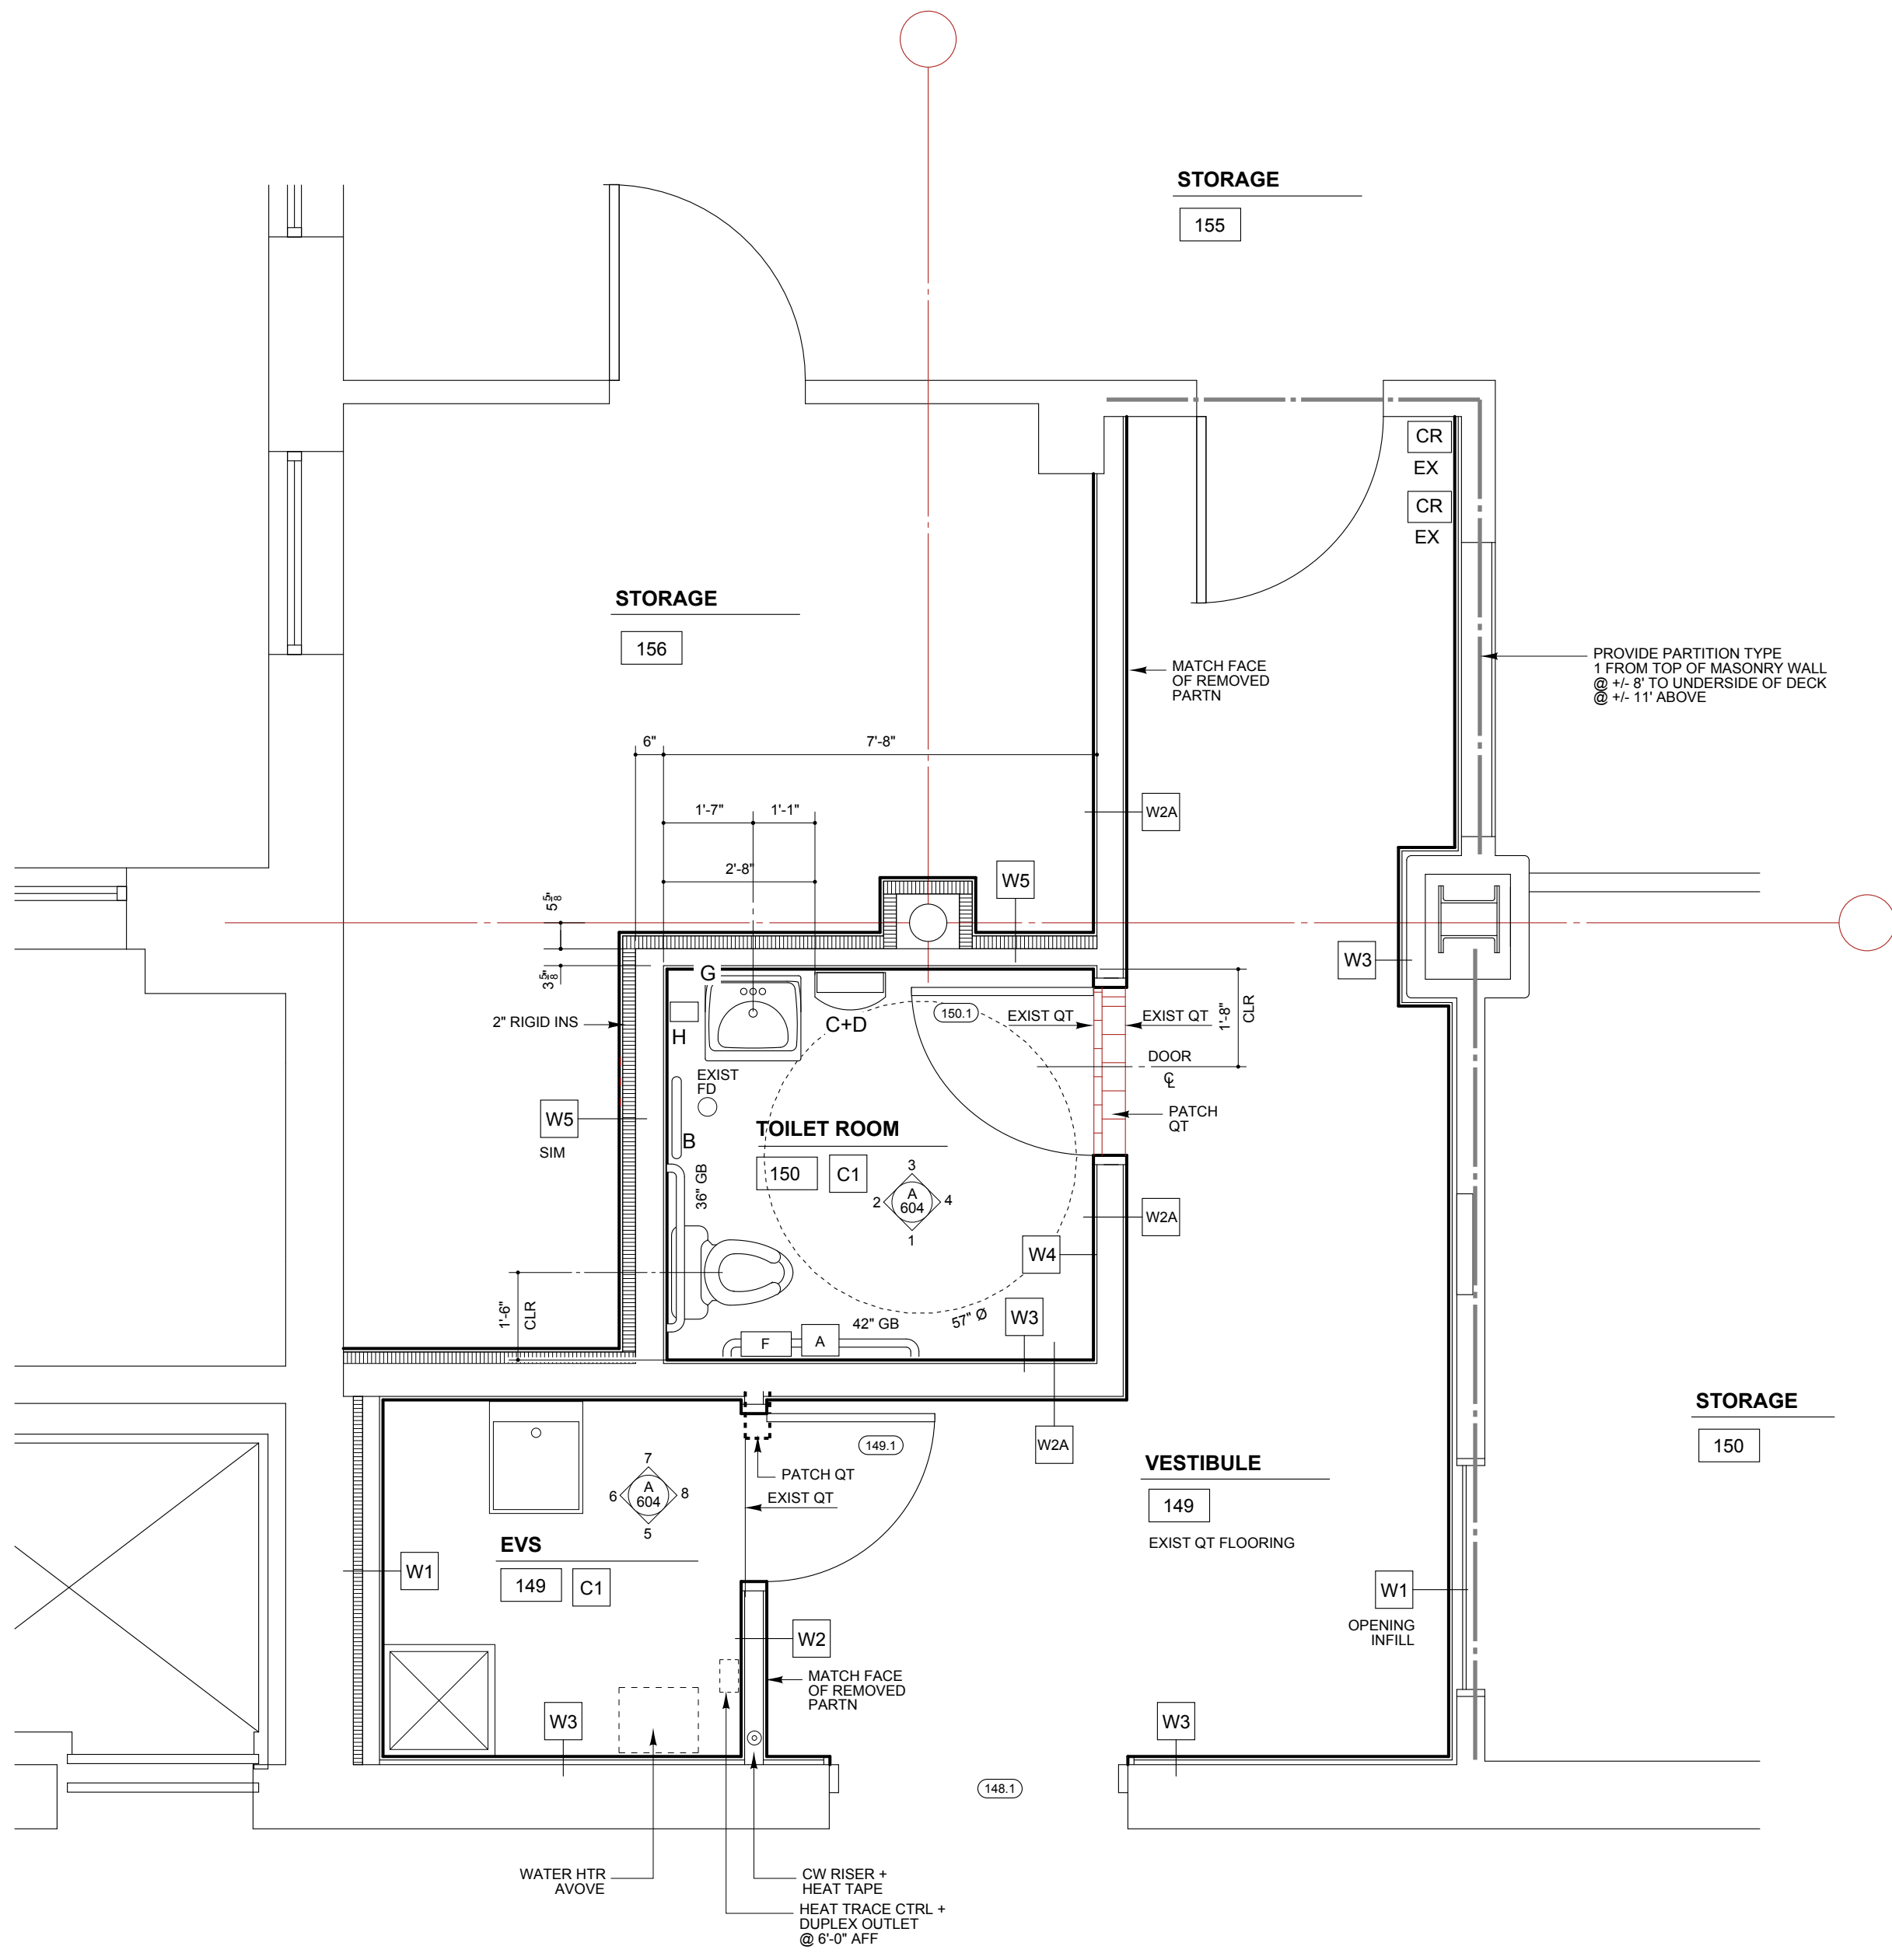 STORAGE
155
CR
EX
CR
EX
STORAGE
156
MATCH FACE
OF REMOVED
PARTN
PROVIDE PARTITION TYPE
1 FROM TOP OF MASONRY WALL
@ +/- 8' TO UNDERSIDE OF DECK
@ +/- 11' ABOVE
6"
7'-8"
1'-7"
1'-1"
W2A
2'-8"
W5
5 5/8"
3 5/8"
W3
G
2" RIGID INS
H
C+D
150.1
EXIST QT
EXIST QT
1'-8"
CLR
DOOR
℄
EXIST
FD
PATCH
QT
W5
SIM
B
TOILET ROOM
150
C1
36" GB
3
2
A
604
4
1
W2A
W4
1'-6"
CLR
W3
42" GB
57" Ø
F
A
STORAGE
150
149.1
W2A
VESTIBULE
149
EXIST QT FLOORING
PATCH QT
EXIST QT
7
6
A
604
8
5
EVS
149
C1
W1
W1
OPENING
INFILL
W2
MATCH FACE
OF REMOVED
PARTN
W3
W3
148.1
WATER HTR
AVOVE
CW RISER +
HEAT TAPE
HEAT TRACE CTRL +
DUPLEX OUTLET
@ 6'-0" AFF